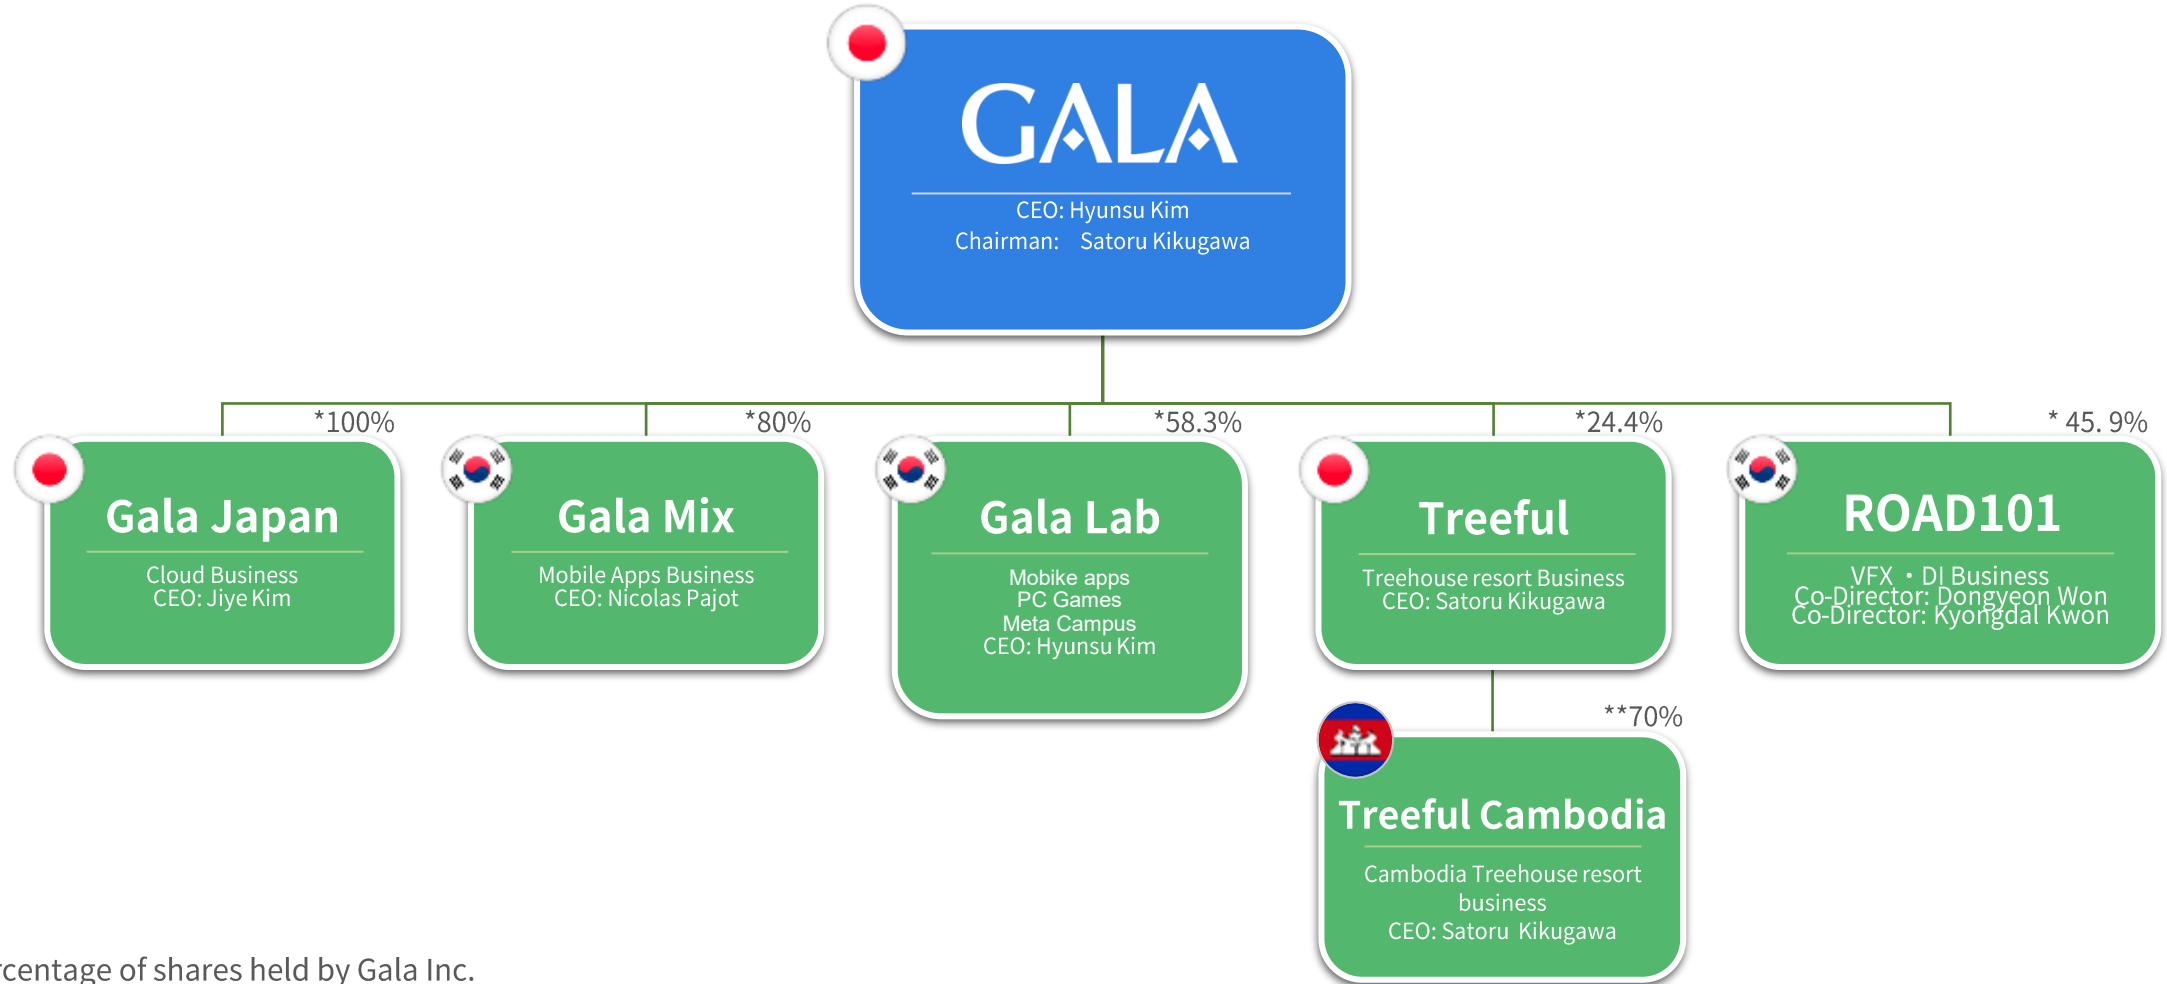 GALA
CEO: Hyunsu Kim
Chairman: Satoru Kikugawa
*100%
*80%
*58.3%
*24.4%
* 45. 9%
Gala Japan
Cloud Business
CEO: Jiye Kim
Gala Mix
Mobile Apps Business
CEO: Nicolas Pajot
Gala Lab
Mobike apps
PC Games
Meta Campus
CEO: Hyunsu Kim
Treeful
Treehouse resort Business
CEO: Satoru Kikugawa
ROAD101
VFX・DI Business
Co-Director: Dongyeon Won
Co-Director: Kyongdal Kwon
**70%
Treeful Cambodia
Cambodia Treehouse resort
business
CEO: Satoru Kikugawa
rcentage of shares held by Gala Inc.